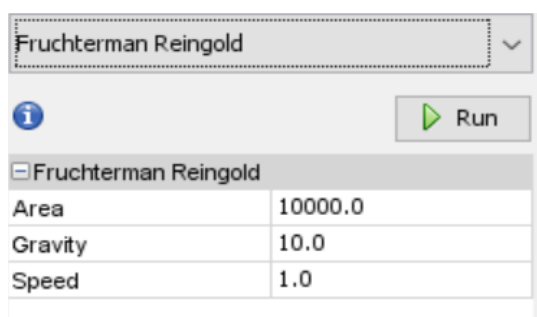 Fruchterman Reingold
Run
Fruchterman Reingold
Area 10000.0
Gravity 10.0
Speed 1.0